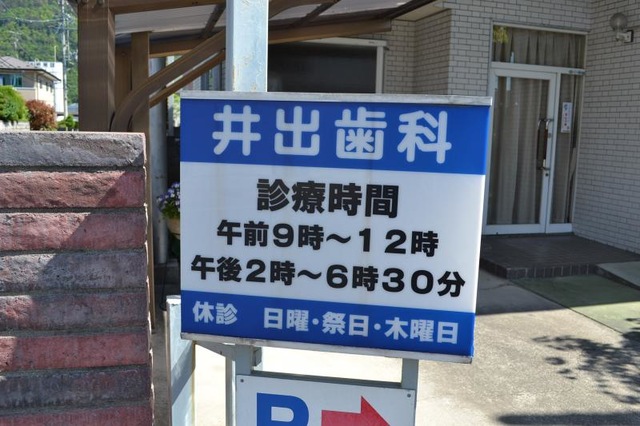 井出歯科
診療時間
午前9時～12時
午後2時～6時30分
休診 日曜・祭日・木曜日
P